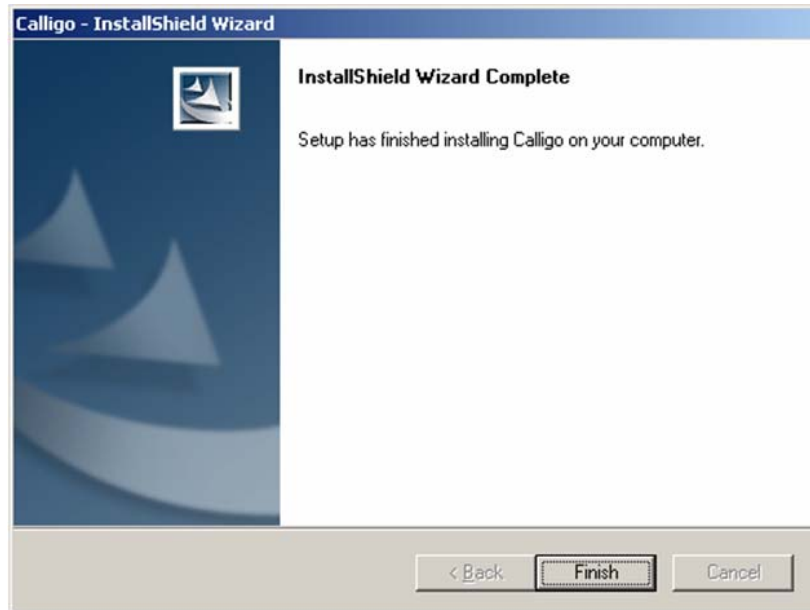 Calligo - InstallShield Wizard
InstallShield Wizard Complete
Setup has finished installing Calligo on your computer.
< Back Finish Cancel